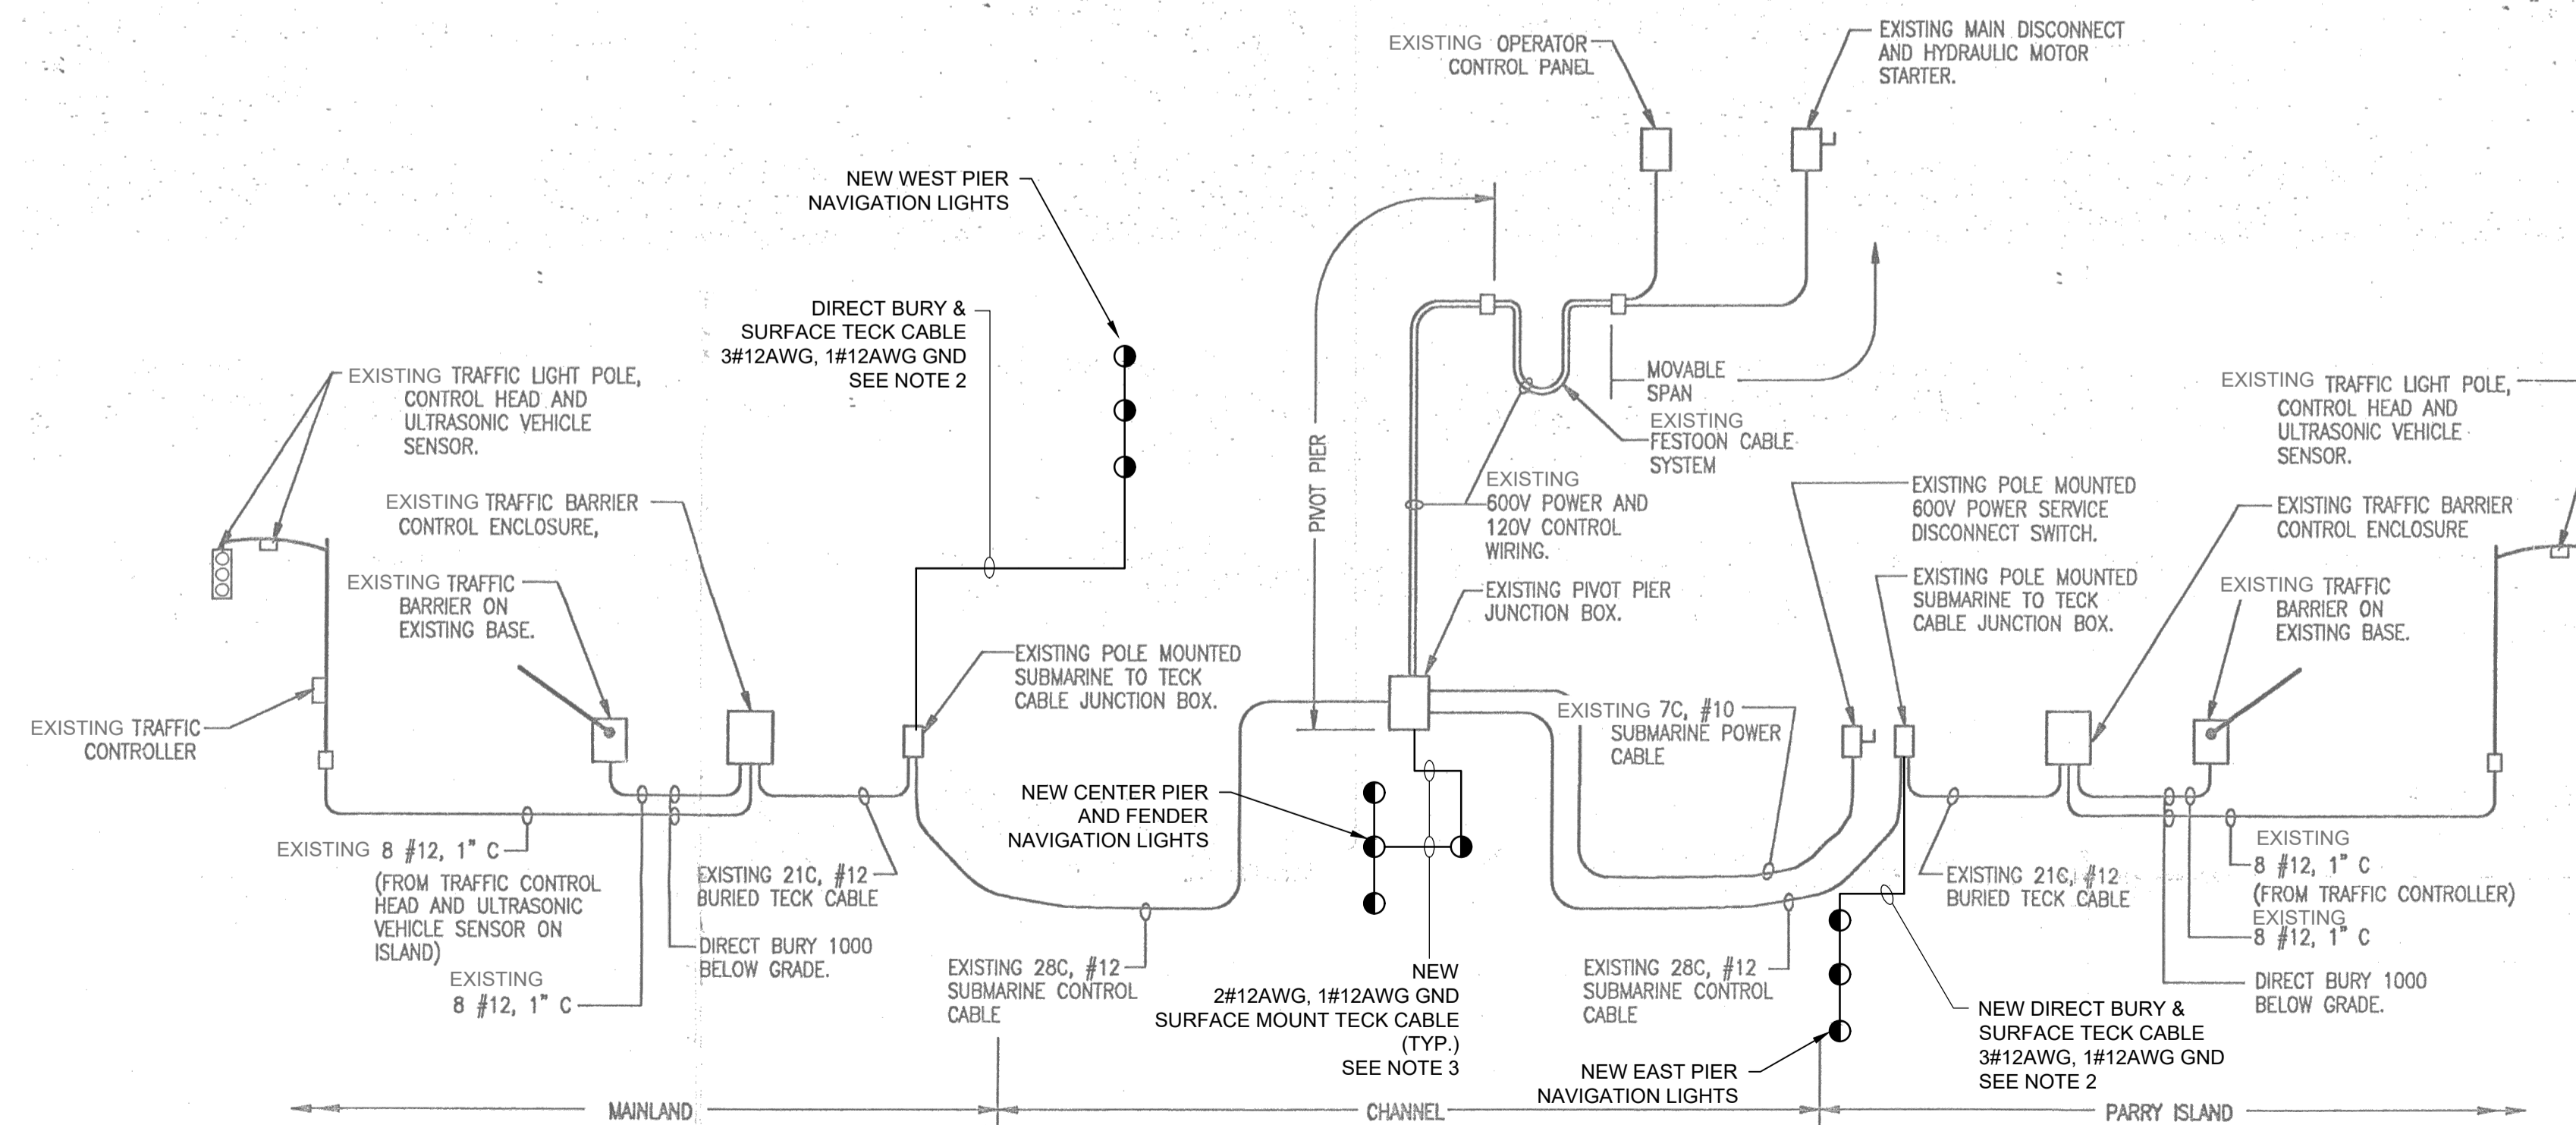 EXISTING OPERATOR
CONTROL PANEL
EXISTING MAIN DISCONNECT
AND HYDRAULIC MOTOR
STARTER.
NEW WEST PIER
NAVIGATION LIGHTS
DIRECT BURY &
SURFACE TECK CABLE
3#12AWG, 1#12AWG GND
SEE NOTE 2
EXISTING TRAFFIC LIGHT POLE,
CONTROL HEAD AND
ULTRASONIC VEHICLE
SENSOR.
EXISTING TRAFFIC BARRIER
CONTROL ENCLOSURE,
EXISTING TRAFFIC
BARRIER ON
EXISTING BASE.
EXISTING TRAFFIC
CONTROLLER
EXISTING POLE MOUNTED
SUBMARINE TO TECK
CABLE JUNCTION BOX.
PIVOT PIER
MOVABLE
SPAN
EXISTING
FESTOON CABLE
SYSTEM
EXISTING
600V POWER AND
120V CONTROL
WIRING.
EXISTING PIVOT PIER
JUNCTION BOX.
EXISTING POLE MOUNTED
600V POWER SERVICE
DISCONNECT SWITCH.
EXISTING POLE MOUNTED
SUBMARINE TO TECK
CABLE JUNCTION BOX.
EXISTING TRAFFIC LIGHT POLE,
CONTROL HEAD AND
ULTRASONIC VEHICLE
SENSOR.
EXISTING TRAFFIC BARRIER
CONTROL ENCLOSURE
EXISTING TRAFFIC
BARRIER ON
EXISTING BASE.
EXISTING 7C, #10
SUBMARINE POWER
CABLE
NEW CENTER PIER
AND FENDER
NAVIGATION LIGHTS
EXISTING 8 #12, 1" C
(FROM TRAFFIC CONTROL
HEAD AND ULTRASONIC
VEHICLE SENSOR ON
ISLAND)
EXISTING
8 #12, 1" C
EXISTING 21C, #12
BURIED TECK CABLE
DIRECT BURY 1000
BELOW GRADE.
EXISTING 28C, #12
SUBMARINE CONTROL
CABLE
NEW
2#12AWG, 1#12AWG GND
SURFACE MOUNT TECK CABLE
(TYP.)
SEE NOTE 3
EXISTING 28C, #12
SUBMARINE CONTROL
CABLE
NEW EAST PIER
NAVIGATION LIGHTS
EXISTING 21C, #12
BURIED TECK CABLE
NEW DIRECT BURY &
SURFACE TECK CABLE
3#12AWG, 1#12AWG GND
SEE NOTE 2
EXISTING
8 #12, 1" C
(FROM TRAFFIC CONTROLLER)
EXISTING
8 #12, 1" C
DIRECT BURY 1000
BELOW GRADE.
MAINLAND
CHANNEL
PARRY ISLAND